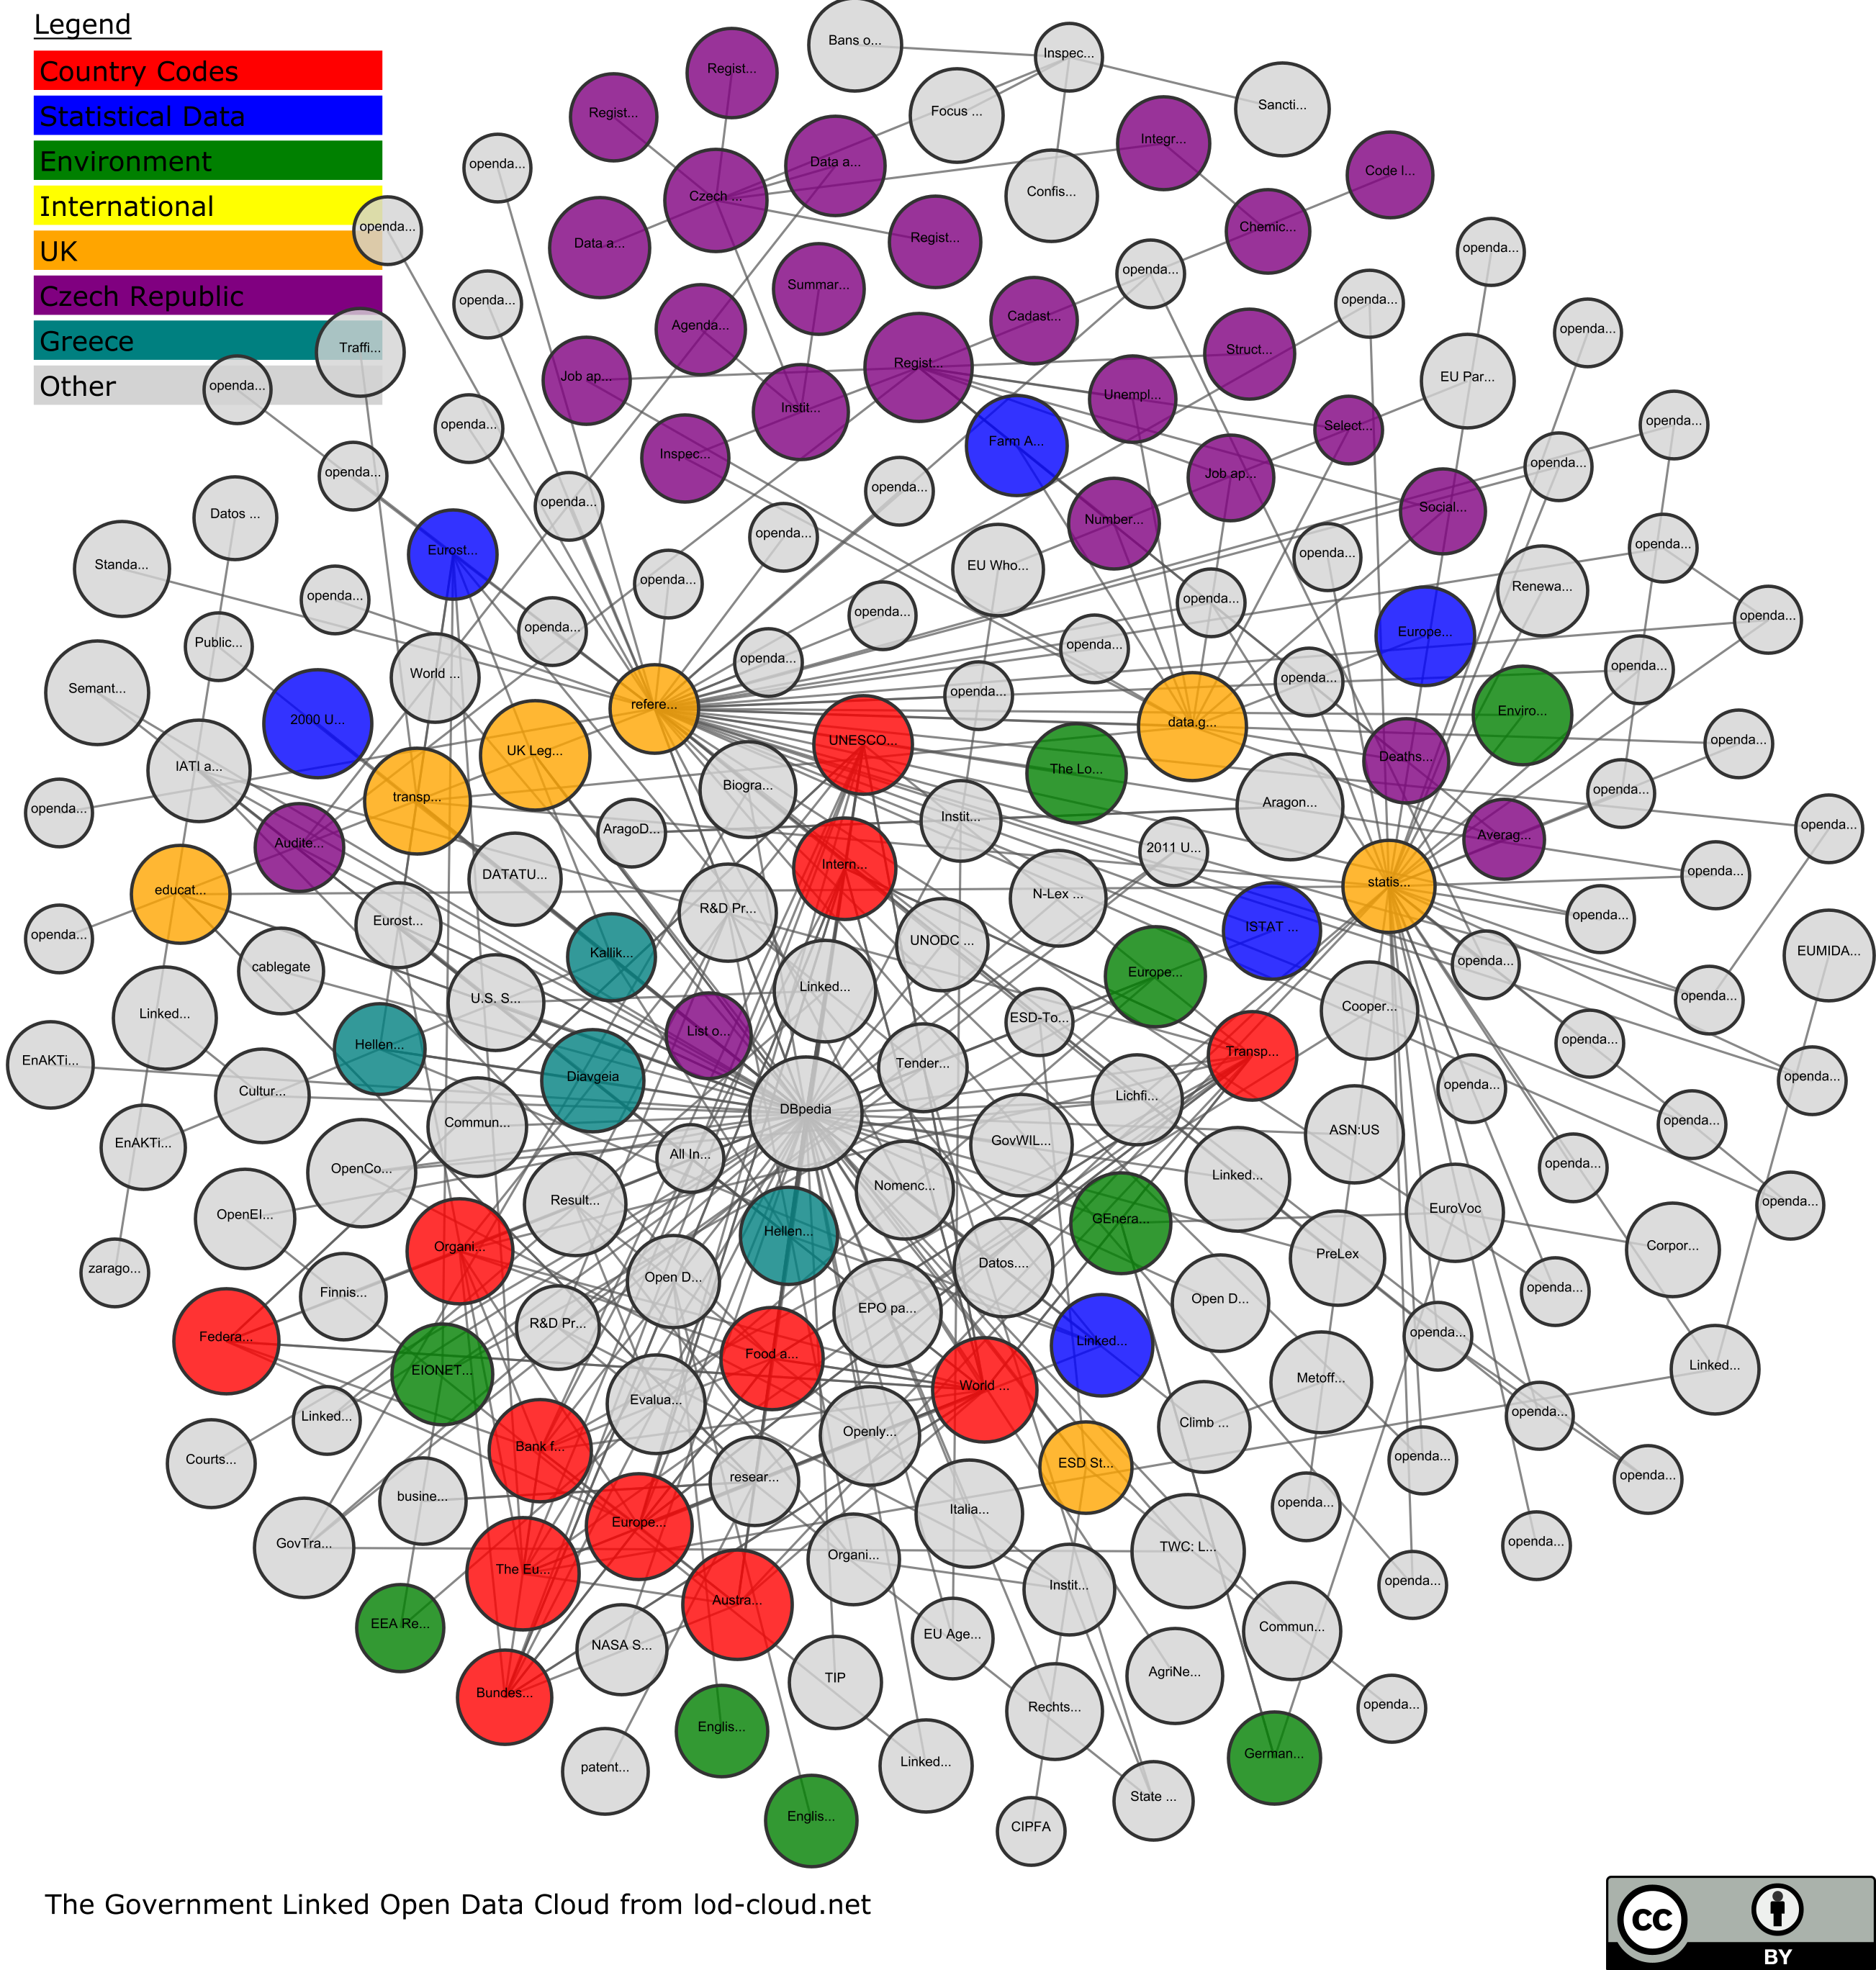 Legend
Country Codes
Statistical Data
Environment
International
UK
Czech Republic
Greece
Other
Bans o...
Inspec...
Regist...
Focus ...
Sancti...
Regist...
Integr...
openda...
Data a...
Code l...
Czech ...
Confis...
openda...
Data a...
Regist...
Chemic...
openda...
openda...
Summar...
openda...
openda...
Agenda...
Cadast...
openda...
Traffi...
Struct...
openda...
Job ap...
Regist...
EU Par...
Unempl...
Instit...
openda...
openda...
Farm A...
Select...
Inspec...
openda...
openda...
Job ap...
openda...
openda...
Datos ...
Social...
Number...
openda...
Eurost...
openda...
openda...
Standa...
EU Who...
openda...
Renewa...
openda...
openda...
openda...
openda...
openda...
Public...
openda...
Europe...
openda...
openda...
World ...
openda...
openda...
Semant...
openda...
refere...
Enviro...
2000 U...
data.g...
UNESCO...
openda...
UK Leg...
Deaths...
IATI a...
The Lo...
Biogra...
openda...
transp...
Aragon...
openda...
Instit...
openda...
AragoD...
Averag...
Audite...
2011 U...
Intern...
DATATU...
openda...
statis...
educat...
N-Lex ...
R&D Pr...
openda...
Eurost...
ISTAT ...
openda...
UNODC ...
EUMIDA...
Kallik...
openda...
cablegate
Europe...
Linked...
U.S. S...
openda...
Cooper...
Linked...
ESD-To...
List o...
openda...
Hellen...
Transp...
EnAKTi...
Tender...
Diavgeia
openda...
openda...
Cultur...
Lichfi...
DBpedia
Commun...
openda...
ASN:US
GovWIL...
EnAKTi...
All In...
openda...
OpenCo...
Linked...
Nomenc...
Result...
openda...
EuroVoc
OpenEI...
GEnera...
Hellen...
Organi...
Corpor...
PreLex
zarago...
Datos....
Open D...
openda...
Finnis...
Open D...
EPO pa...
R&D Pr...
Federa...
openda...
Linked...
Food a...
Linked...
EIONET...
World ...
Metoff...
Evalua...
openda...
Linked...
Climb ...
Openly...
Bank f...
Courts...
openda...
ESD St...
resear...
openda...
busine...
openda...
Italia...
Europe...
GovTra...
openda...
TWC: L...
Organi...
The Eu...
openda...
Instit...
Austra...
EEA Re...
Commun...
EU Age...
NASA S...
AgriNe...
TIP
openda...
Rechts...
Bundes...
Englis...
German...
Linked...
patent...
State ...
Englis...
CIPFA
The Government Linked Open Data Cloud from lod-cloud.net
cc
BY